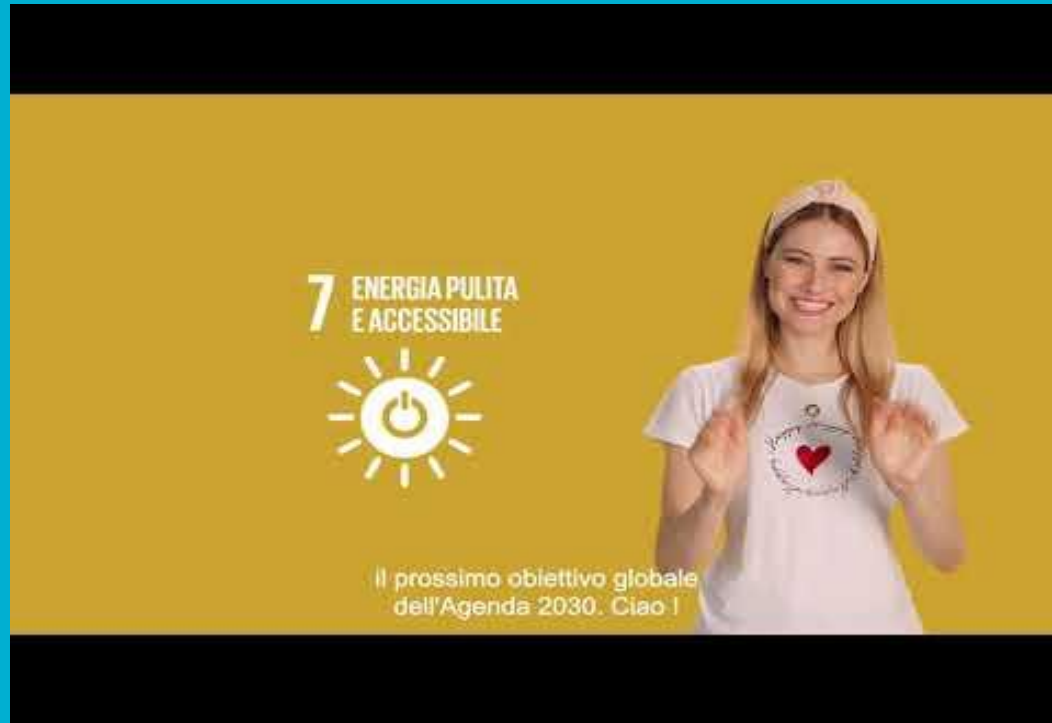 7 ENERGIA PULITA
E ACCESSIBILE
il prossimo obiettivo globale
dell'Agenda 2030. Ciao !